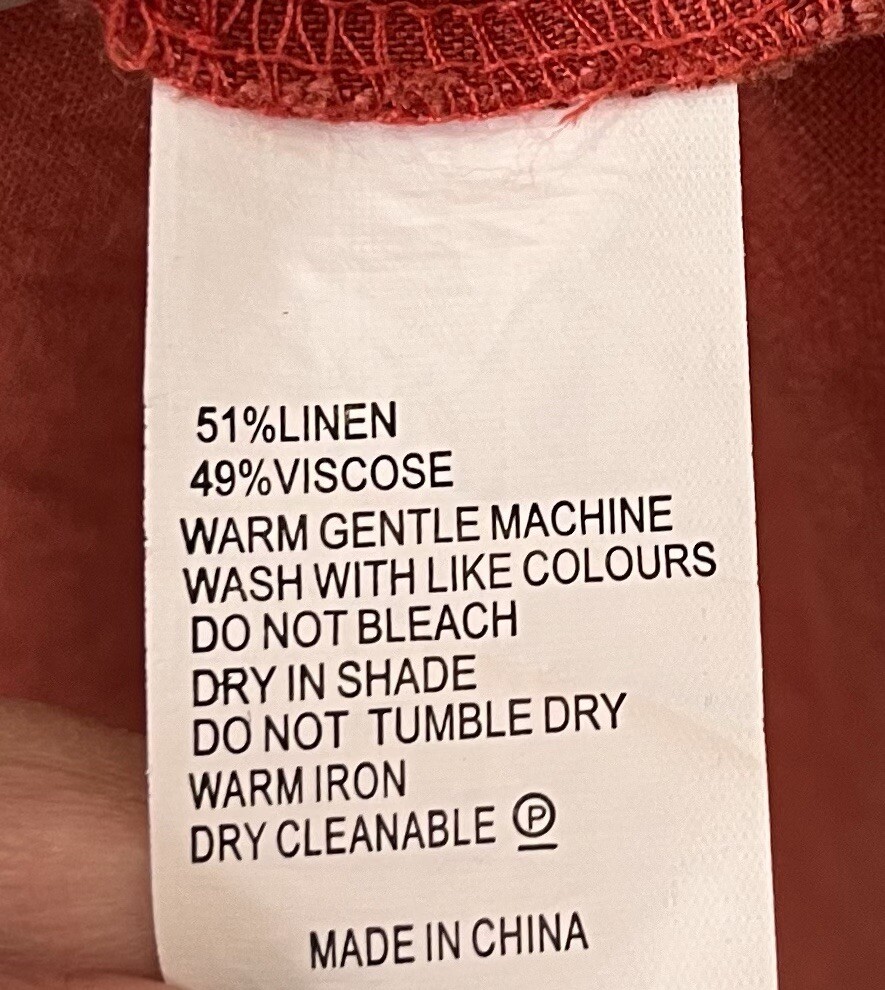 51%LINEN
49%VISCOSE
WARM GENTLE MACHINE
WASH WITH LIKE COLOURS
DO NOT BLEACH
DRY IN SHADE
DO NOT TUMBLE DRY
WARM IRON
DRY CLEANABLE Ⓟ
MADE IN CHINA